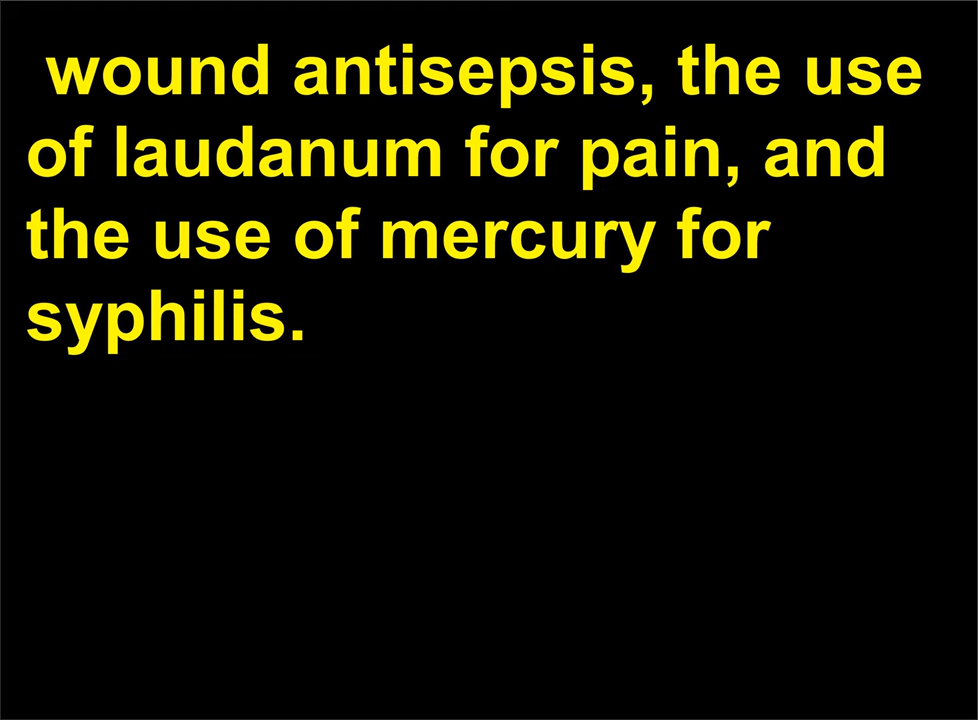 wound antisepsis, the use
of laudanum for pain, and
the use of mercury for
syphilis.